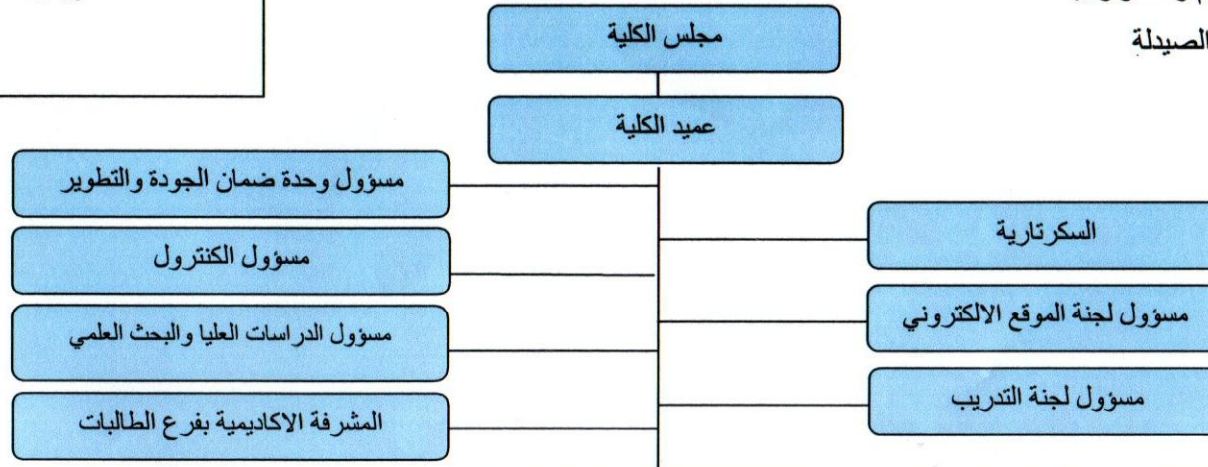 الصيدلة
مجلس الكلية
عميد الكلية
مسؤول وحدة ضمان الجودة والتطوير
السكرتارية
مسؤول الكنترول
مسؤول لجنة الموقع الالكتروني
مسؤول الدراسات العليا والبحث العلمي
مسؤول لجنة التدريب
المشرفة الاكاديمية بفرع الطالبات